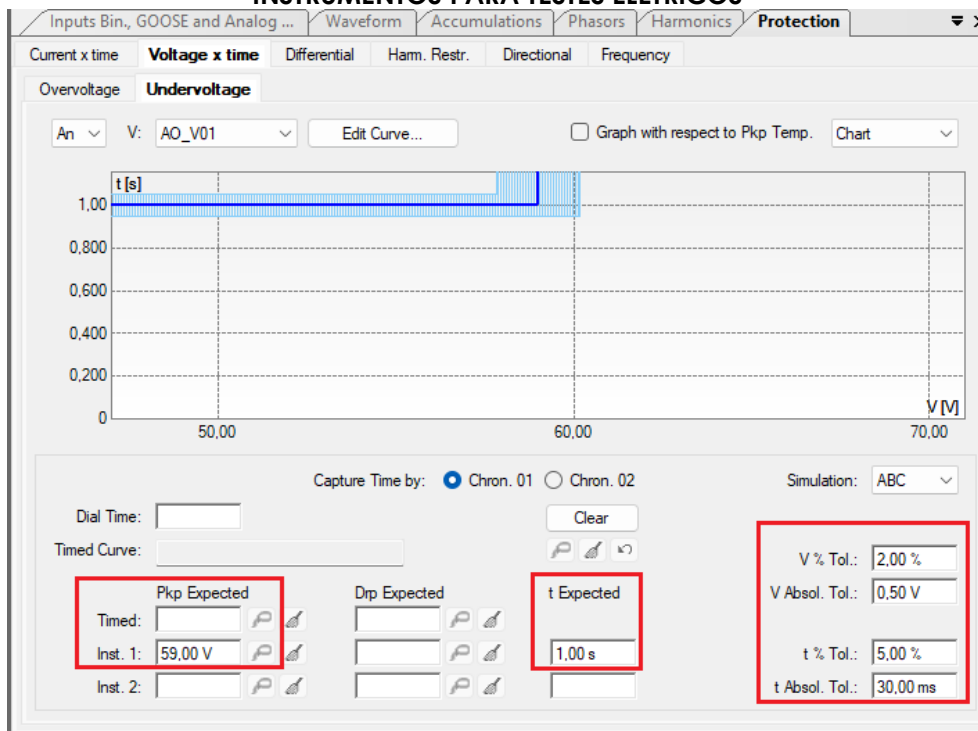 INSTRUMENTOS PARA TESTES ELÉTRICOS
Inputs Bin., GOOSE and Analog ... Waveform Accumulations Phasors Harmonics Protection
Current x time Voltage x time Differential Harm. Restr. Directional Frequency
Overvoltage Undervoltage
An V: AO_V01 Edit Curve... Graph with respect to Pkp Temp. Chart
t [s]
1,00
0,800
0,600
0,400
0,200
0
V [V]
50,00 60,00 70,00
Capture Time by: Chron. 01 Chron. 02 Simulation: ABC
Dial Time: Clear
Timed Curve:
V % Tol.: 2,00 %
Pkp Expected Drp Expected t Expected V Absol. Tol.: 0,50 V
Timed:
Inst. 1: 59,00 V 1,00 s t % Tol.: 5,00 %
Inst. 2: t Absol. Tol.: 30,00 ms